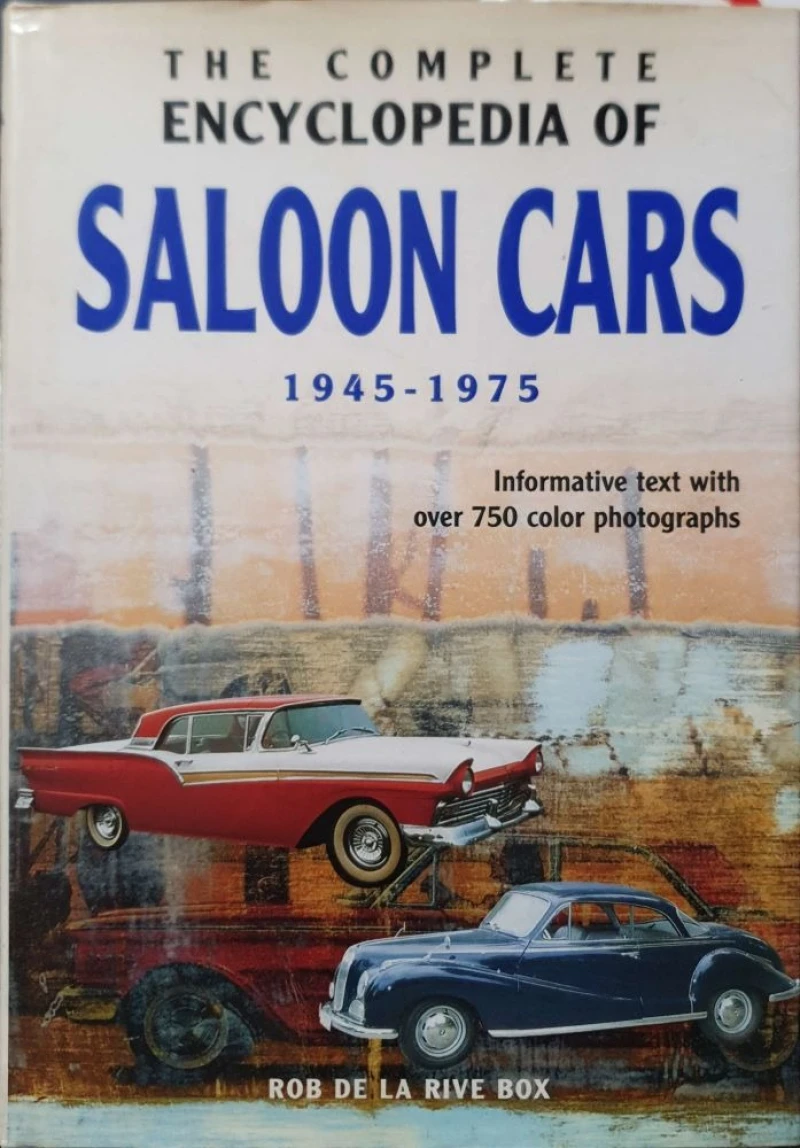 THE COMPLETE
ENCYCLOPEDIA OF
SALOON CARS
1945-1975
Informative text with
over 750 color photographs
ROB DE LA RIVE BOX